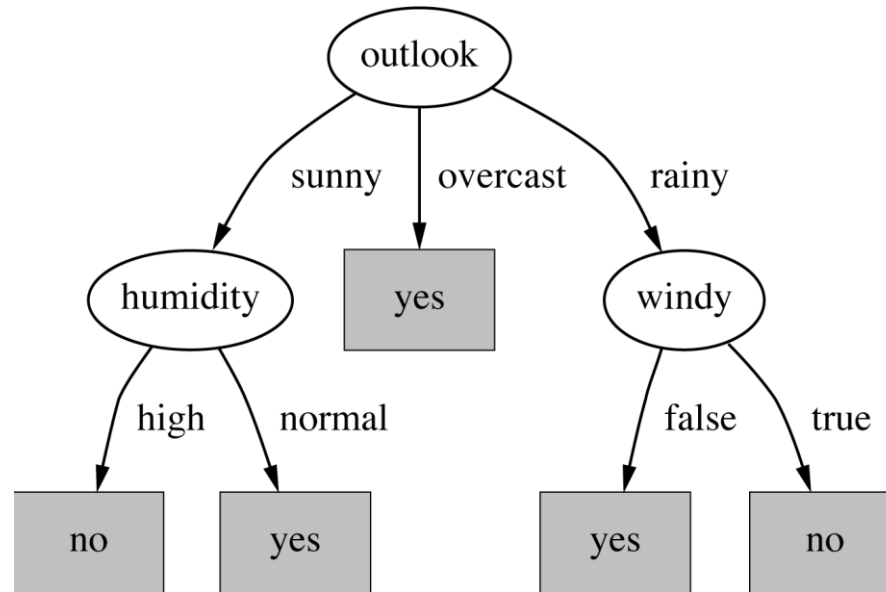 outlook
sunny overcast rainy
humidity yes windy
high normal false true
no yes yes no